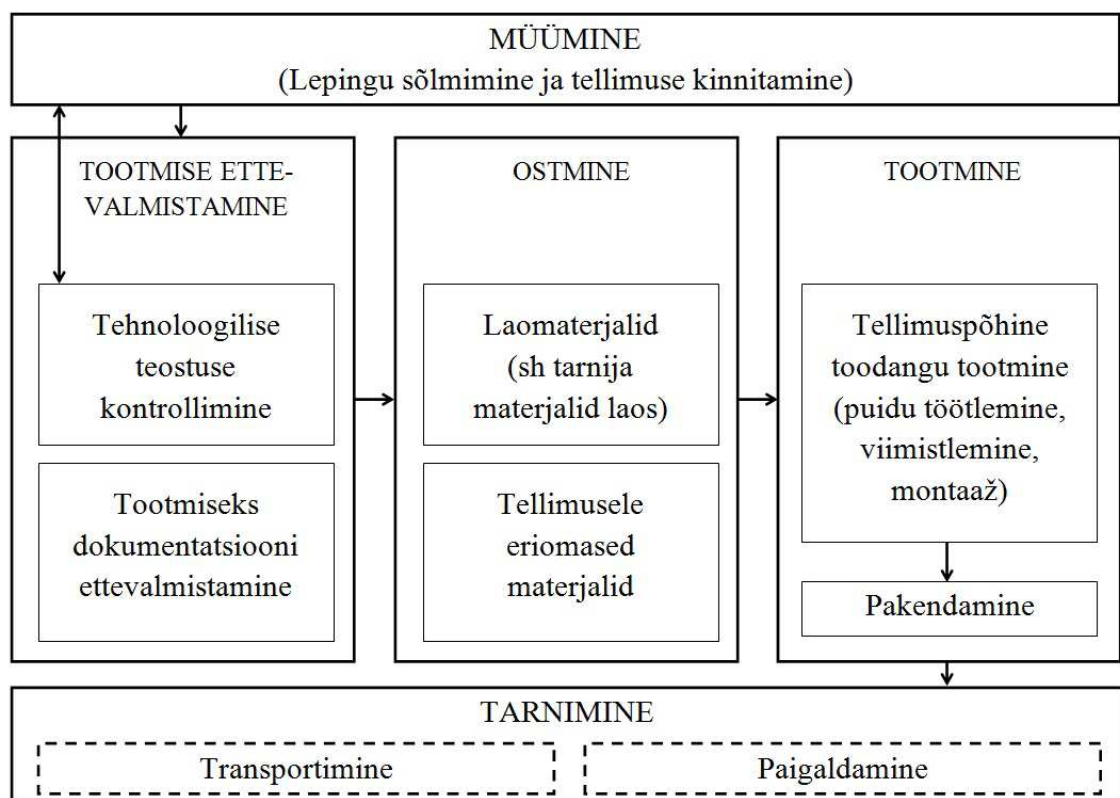 MÜÜMINE
(Lepingu sõlmimine ja tellimuse kinnitamine)
TOOTMISE ETTE-
VALMISTAMINE
Tehnoloogilise
teostuse
kontrollimine
Tootmiseks
dokumentatsiooni
ettevalmistamine
OSTMINE
Laomaterjalid
(sh tarnija
materjalid laos)
Tellimusele
eriomased
materjalid
TOOTMINE
Tellimuspõhine
toodangu tootmine
(puidu töötlemine,
viimistlemine,
montaaž)
Pakendamine
TARNIMINE
Transportimine
Paigaldamine